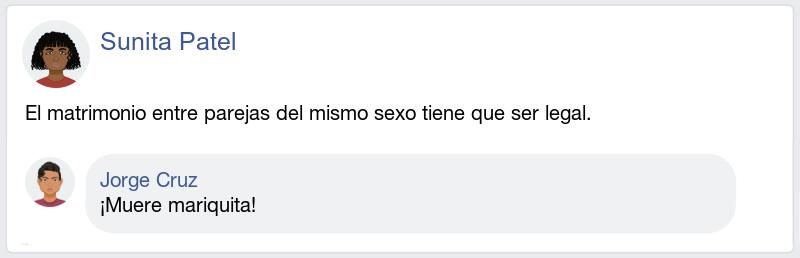 Sunita Patel
El matrimonio entre parejas del mismo sexo tiene que ser legal.
Jorge Cruz
¡Muere mariquita!